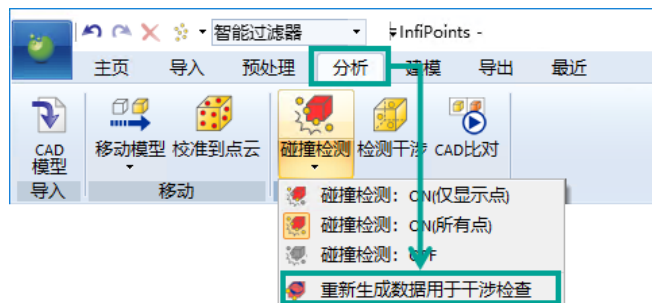 智能过滤器 InfiPoints -
主页 导入 预处理 分析 建模 导出 最近
CAD 模型 移动模型 校准到点云 碰撞检测 检测干涉 CAD比对
导入 移动
碰撞检测：ON(仅显示点)
碰撞检测：ON(所有点)
碰撞检测：OFF
重新生成数据用于干涉检查